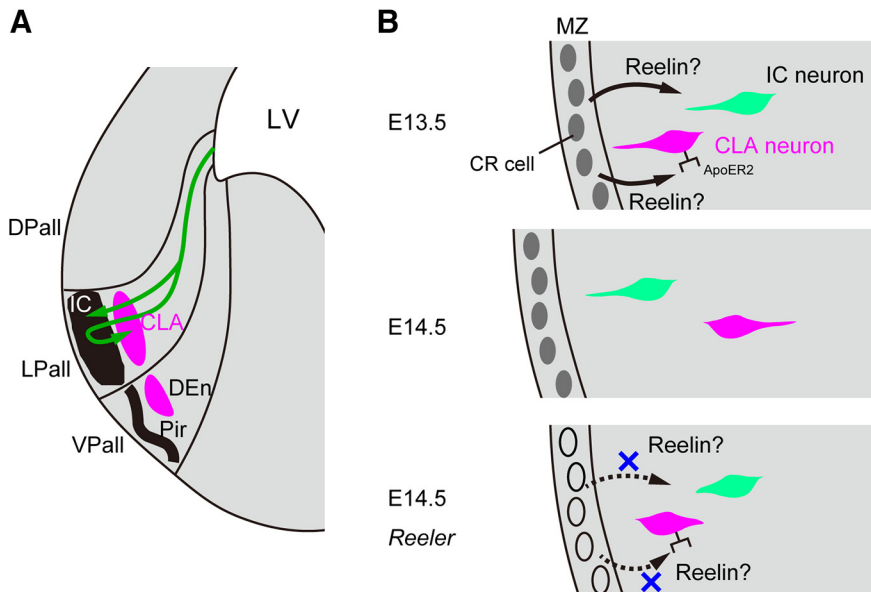 A
LV
DPall
IC
CLA
LPall
DEn
VPall
Pir
B
MZ
E13.5
Reelin?
IC neuron
CR cell
CLA neuron
ApoER2
Reelin?
E14.5
E14.5
Reeler
Reelin?
Reelin?